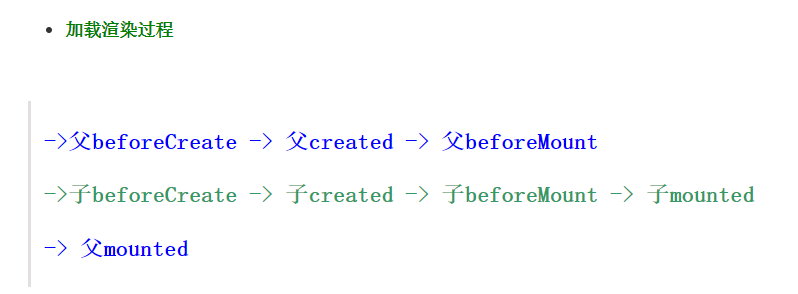 加载渲染过程
->父beforeCreate -> 父created -> 父beforeMount
->子beforeCreate -> 子created -> 子beforeMount -> 子mounted
-> 父mounted